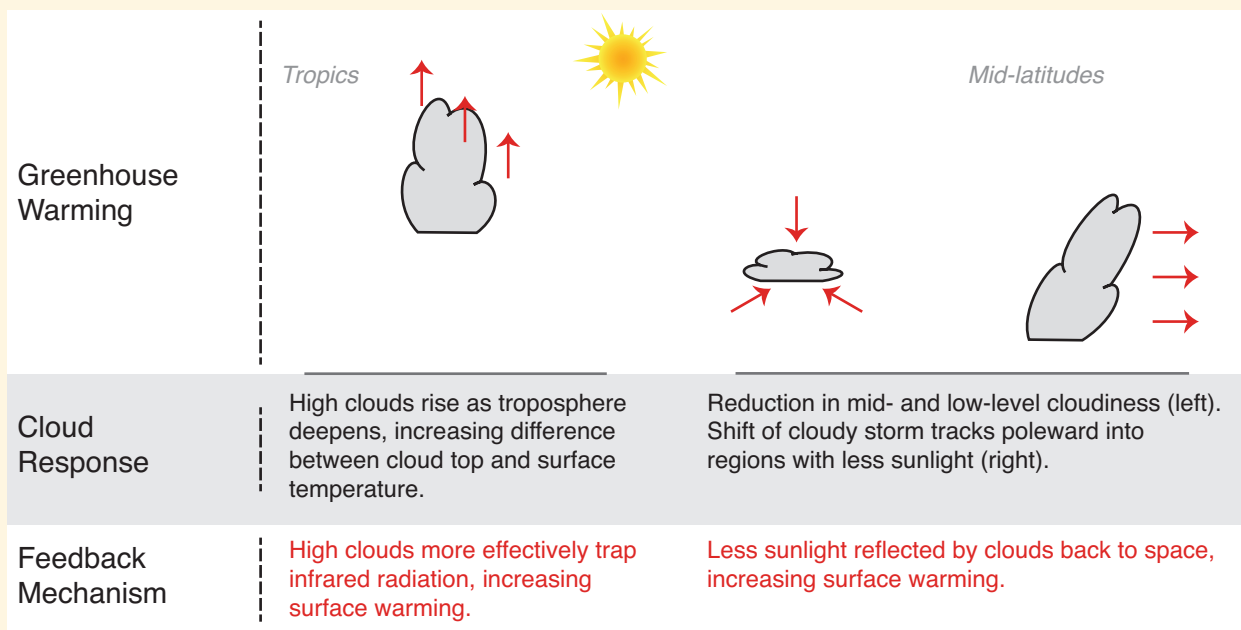 Tropics
Mid-latitudes
Greenhouse
Warming
Cloud
Response
High clouds rise as troposphere
deepens, increasing difference
between cloud top and surface
temperature.
Reduction in mid- and low-level cloudiness (left).
Shift of cloudy storm tracks poleward into
regions with less sunlight (right).
Feedback
Mechanism
High clouds more effectively trap
infrared radiation, increasing
surface warming.
Less sunlight reflected by clouds back to space,
increasing surface warming.